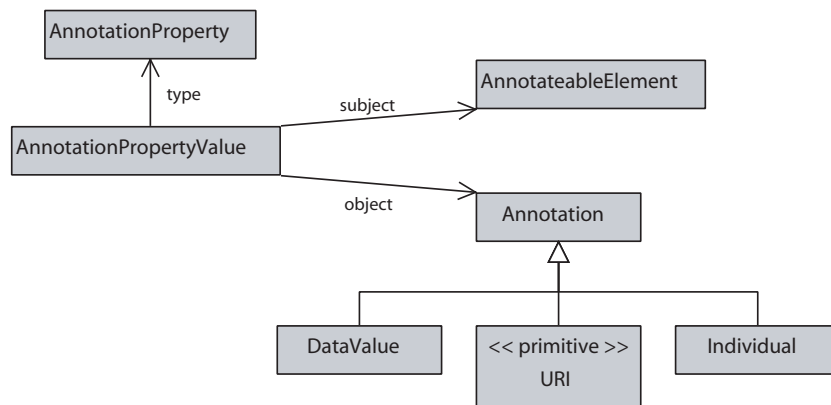 AnnotationProperty
type
AnnotationPropertyValue
subject
AnnotateableElement
object
Annotation
DataValue
<< primitive >>
URI
Individual